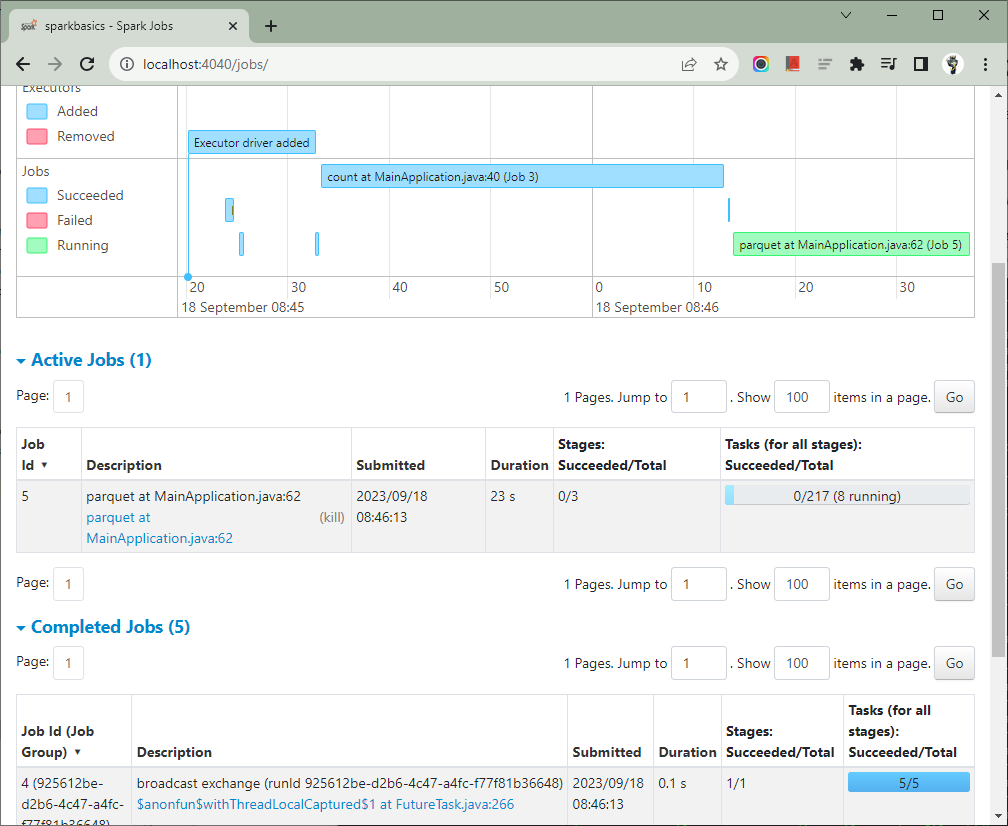 sparkbasics - Spark Jobs
localhost:4040/jobs/
Executors
Added
Removed
Executor driver added
Jobs
Succeeded
Failed
Running
count at MainApplication.java:40 (Job 3)
parquet at MainApplication.java:62 (Job 5)
20 30 40 50 0 10 20 30
18 September 08:45 18 September 08:46
Active Jobs (1)
Page: 1 1 Pages. Jump to 1 . Show 100 items in a page. Go
Job Id ▾ Description Submitted Duration Stages: Succeeded/Total Tasks (for all stages): Succeeded/Total
5 parquet at MainApplication.java:62 2023/09/18 23 s 0/3 0/217 (8 running)
parquet at (kill) 08:46:13
MainApplication.java:62
Page: 1 1 Pages. Jump to 1 . Show 100 items in a page. Go
Completed Jobs (5)
Page: 1 1 Pages. Jump to 1 . Show 100 items in a page. Go
Job Id (Job Group) ▾ Description Submitted Duration Stages: Succeeded/Total Tasks (for all stages): Succeeded/Total
4 (925612be- broadcast exchange (runId 925612be-d2b6-4c47-a4fc-f77f81b36648) 2023/09/18 0.1 s 1/1 5/5
d2b6-4c47-a4fc- $anonfun$withThreadLocalCaptured$1 at FutureTask.java:266 08:46:13
f77f81b36648)